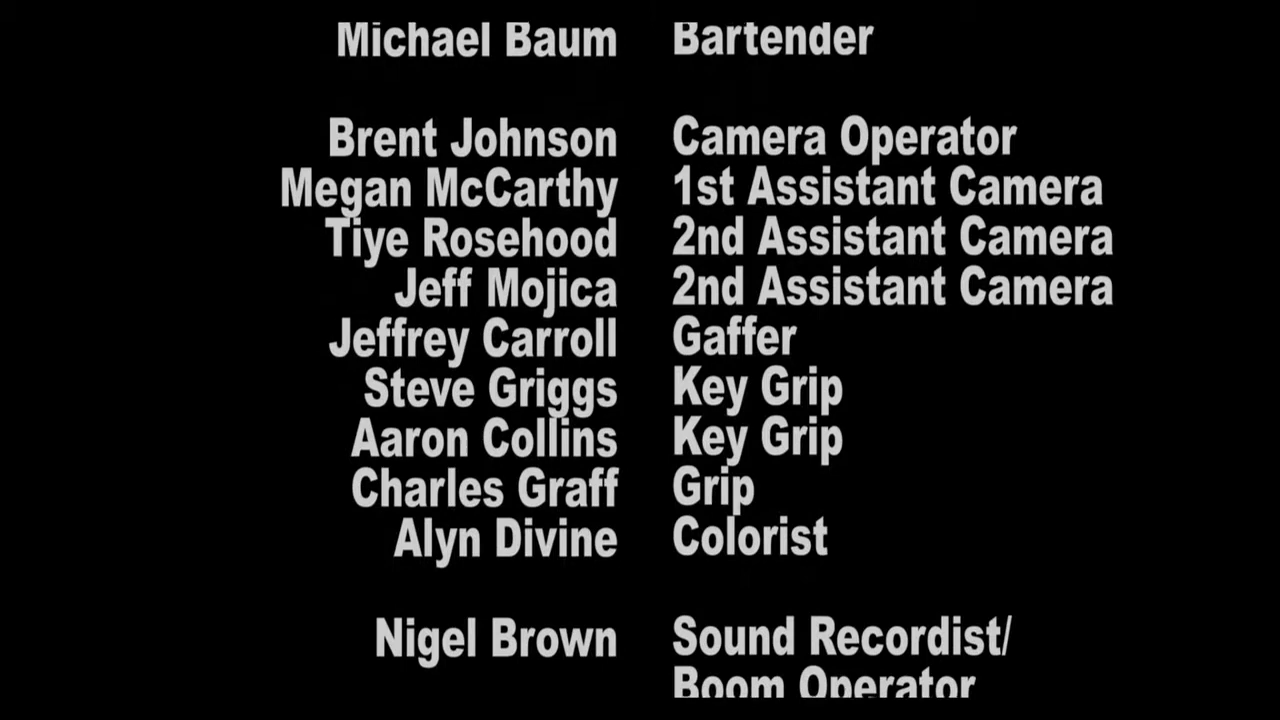 Michael Baum Bartender
Brent Johnson Camera Operator
Megan McCarthy 1st Assistant Camera
Tiye Rosehood 2nd Assistant Camera
Jeff Mojica 2nd Assistant Camera
Jeffrey Carroll Gaffer
Steve Griggs Key Grip
Aaron Collins Key Grip
Charles Graff Grip
Alyn Divine Colorist
Nigel Brown Sound Recordist/
Boom Operator